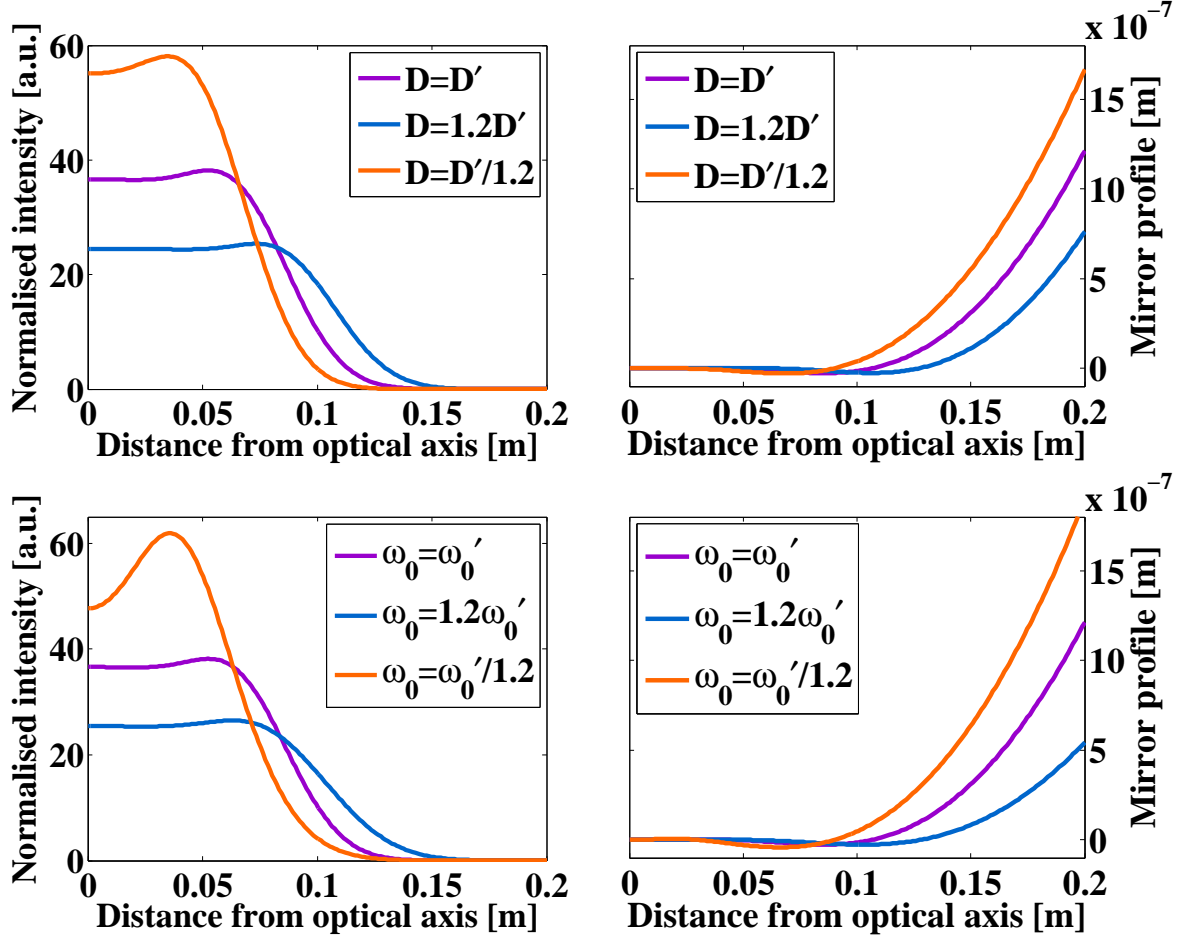 Normalised intensity [a.u.]
60
40
20
0
0 0.05 0.1 0.15 0.2
Distance from optical axis [m]
D=D′
D=1.2D′
D=D′/1.2
x 10⁻⁷
Mirror profile [m]
15
10
5
0
0 0.05 0.1 0.15 0.2
Distance from optical axis [m]
D=D′
D=1.2D′
D=D′/1.2
Normalised intensity [a.u.]
60
40
20
0
0 0.05 0.1 0.15 0.2
Distance from optical axis [m]
ω₀=ω₀′
ω₀=1.2ω₀′
ω₀=ω₀′/1.2
x 10⁻⁷
Mirror profile [m]
15
10
5
0
0 0.05 0.1 0.15 0.2
Distance from optical axis [m]
ω₀=ω₀′
ω₀=1.2ω₀′
ω₀=ω₀′/1.2